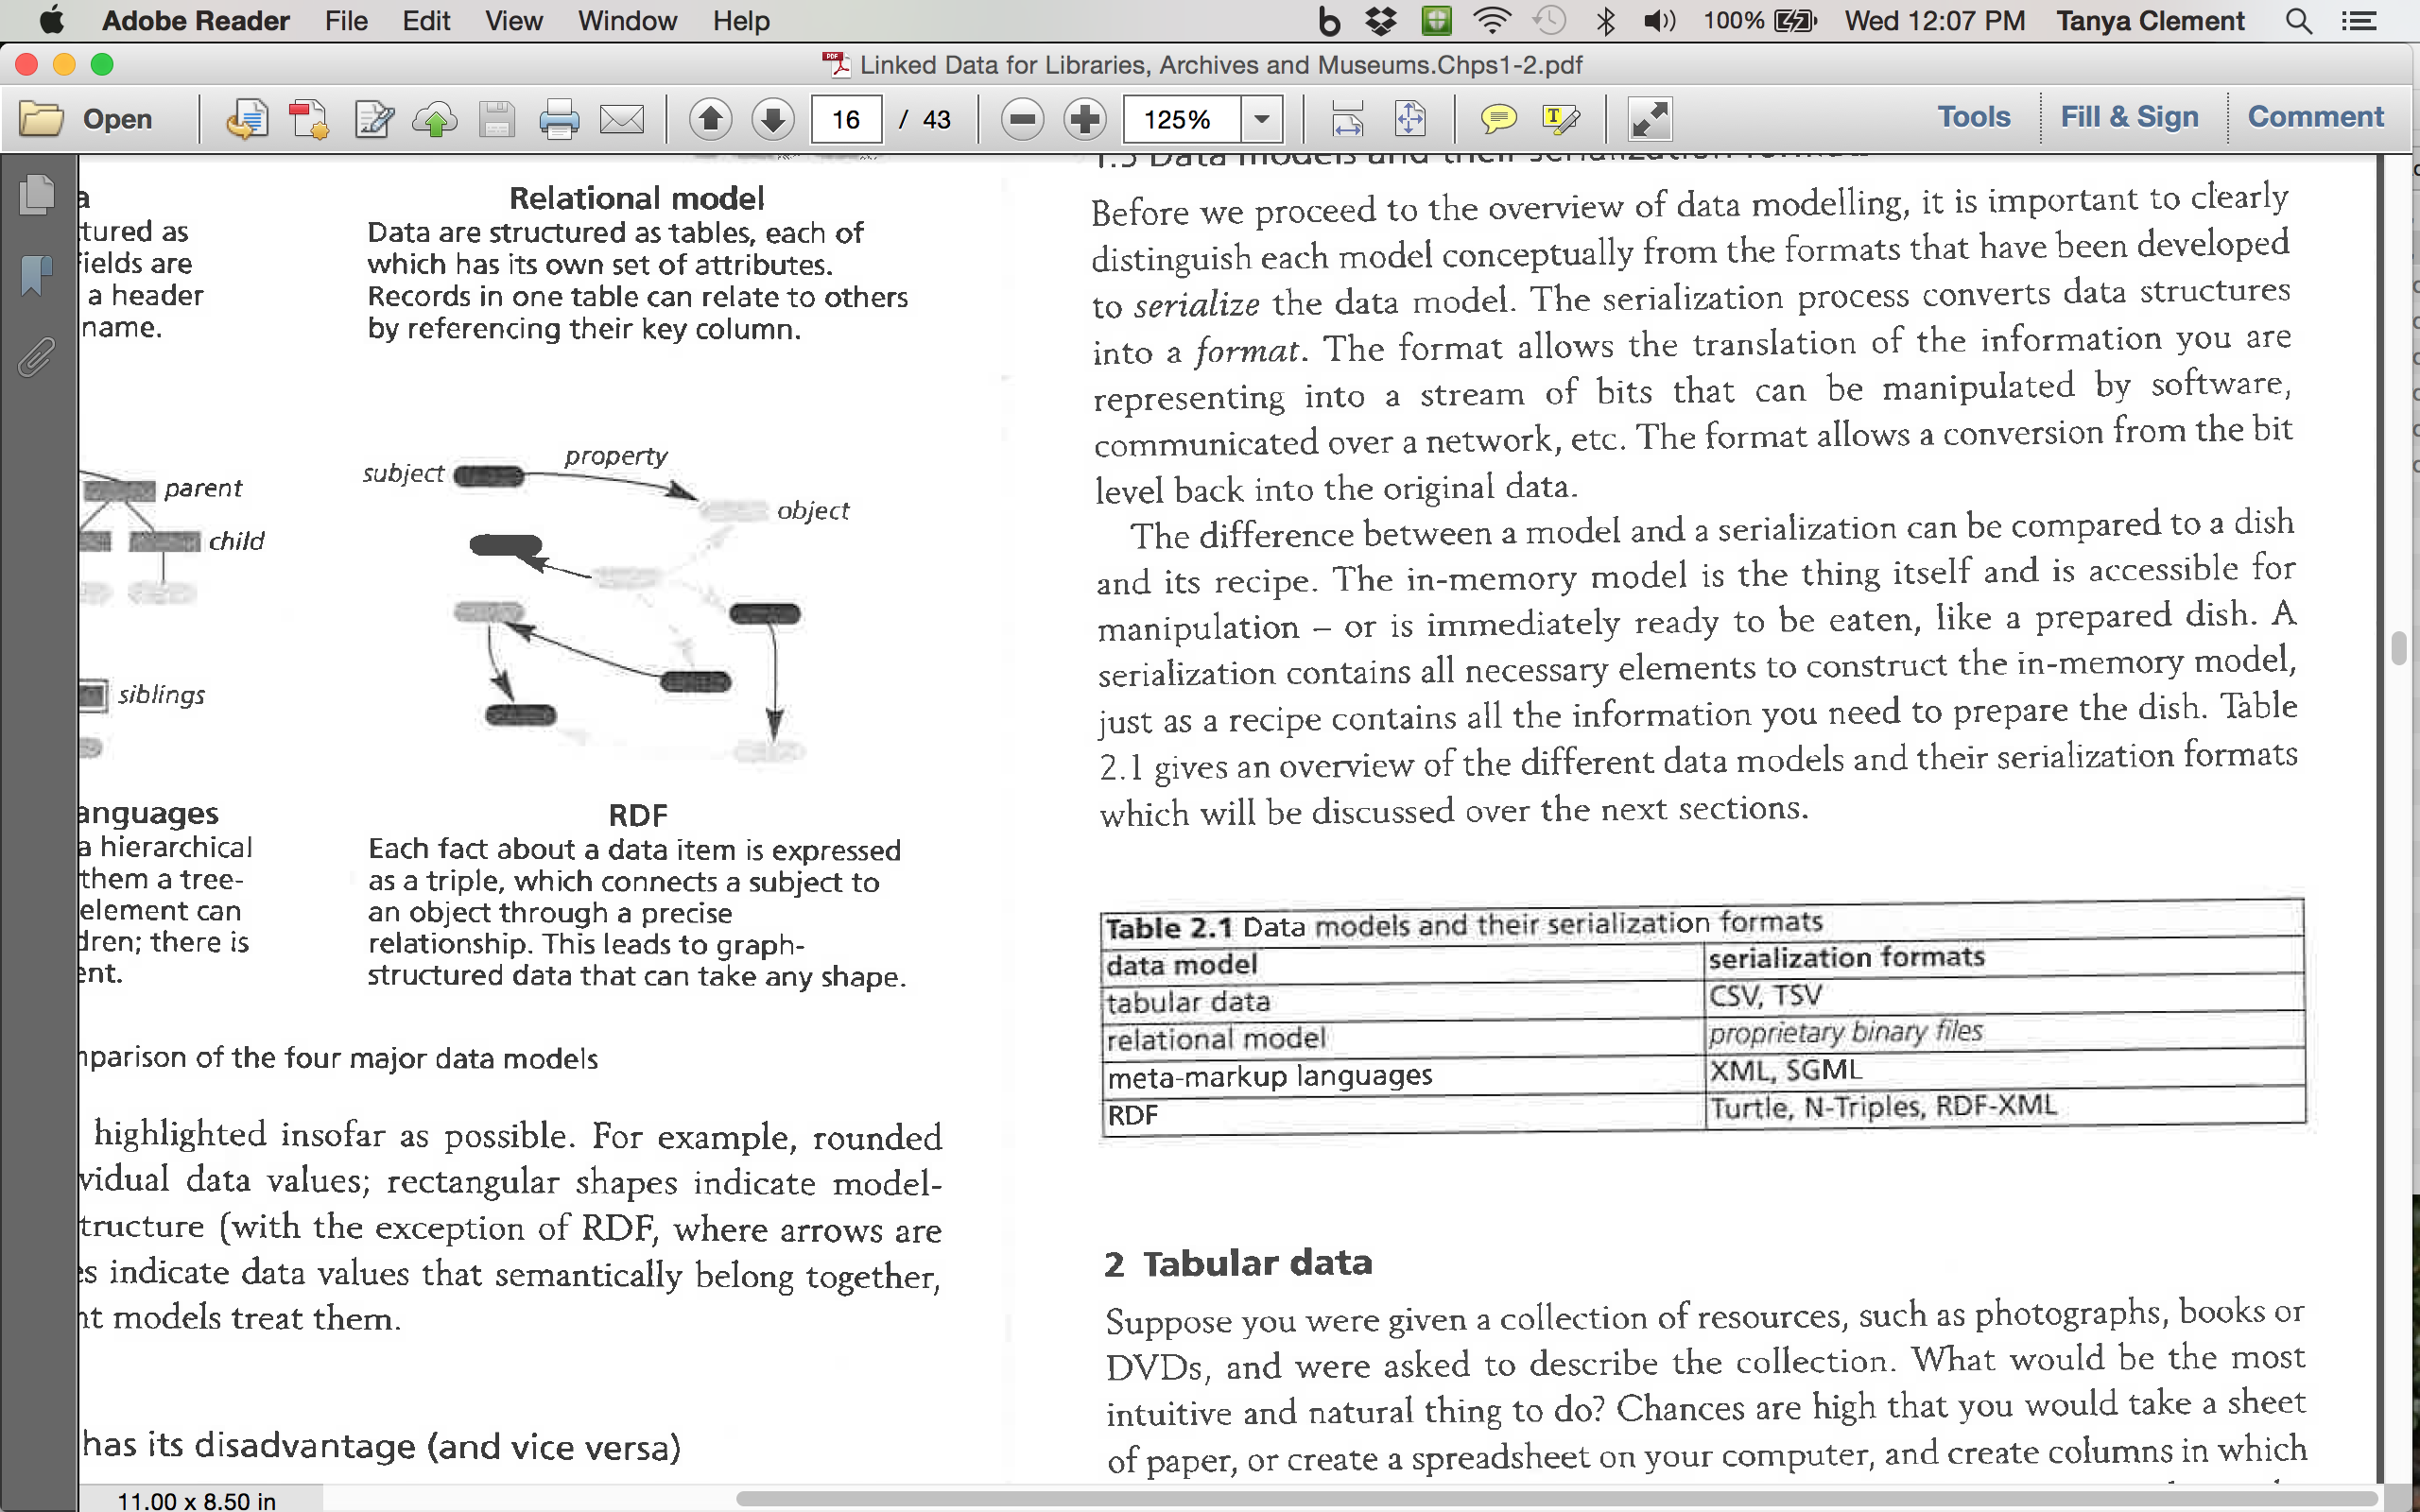 Adobe Reader File Edit View Window Help 100% Wed 12:07 PM Tanya Clement
Linked Data for Libraries, Archives and Museums.Chps1-2.pdf
Open 16 / 43 125% Tools Fill & Sign Comment
a
tured as
ields are
a header
name.
Relational model
Data are structured as tables, each of
which has its own set of attributes.
Records in one table can relate to others
by referencing their key column.
parent
child
siblings
subject
property
object
anguages
a hierarchical
them a tree-
element can
dren; there is
ent.
RDF
Each fact about a data item is expressed
as a triple, which connects a subject to
an object through a precise
relationship. This leads to graph-
structured data that can take any shape.
nparison of the four major data models
highlighted insofar as possible. For example, rounded
vidual data values; rectangular shapes indicate model-
tructure (with the exception of RDF, where arrows are
es indicate data values that semantically belong together,
nt models treat them.
has its disadvantage (and vice versa)
1.3 Data models and their serialization formats
Before we proceed to the overview of data modelling, it is important to clearly
distinguish each model conceptually from the formats that have been developed
to serialize the data model. The serialization process converts data structures
into a format. The format allows the translation of the information you are
representing into a stream of bits that can be manipulated by software,
communicated over a network, etc. The format allows a conversion from the bit
level back into the original data.
The difference between a model and a serialization can be compared to a dish
and its recipe. The in-memory model is the thing itself and is accessible for
manipulation – or is immediately ready to be eaten, like a prepared dish. A
serialization contains all necessary elements to construct the in-memory model,
just as a recipe contains all the information you need to prepare the dish. Table
2.1 gives an overview of the different data models and their serialization formats
which will be discussed over the next sections.
Table 2.1 Data models and their serialization formats
data model serialization formats
tabular data CSV, TSV
relational model proprietary binary files
meta-markup languages XML, SGML
RDF Turtle, N-Triples, RDF-XML
2 Tabular data
Suppose you were given a collection of resources, such as photographs, books or
DVDs, and were asked to describe the collection. What would be the most
intuitive and natural thing to do? Chances are high that you would take a sheet
of paper, or create a spreadsheet on your computer, and create columns in which
11.00 x 8.50 in